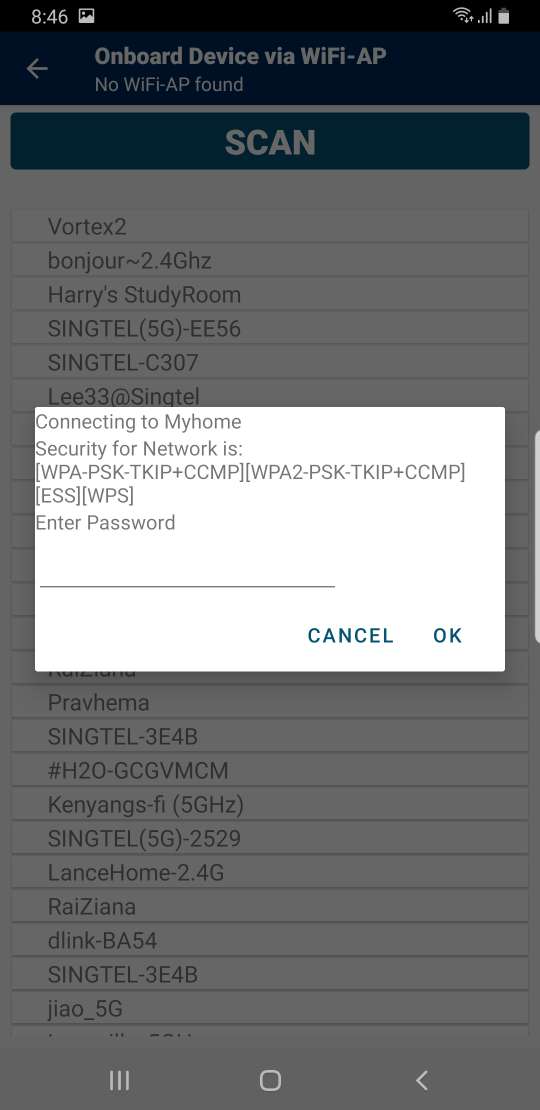 8:46
Onboard Device via WiFi-AP
No WiFi-AP found
SCAN
Vortex2
bonjour~2.4Ghz
Harry's StudyRoom
SINGTEL(5G)-EE56
SINGTEL-C307
Lee33@Singtel
Connecting to Myhome
Security for Network is:
[WPA-PSK-TKIP+CCMP][WPA2-PSK-TKIP+CCMP]
[ESS][WPS]
Enter Password
CANCEL OK
RaiZiana
Pravhema
SINGTEL-3E4B
#H2O-GCGVMCM
Kenyangs-fi (5GHz)
SINGTEL(5G)-2529
LanceHome-2.4G
RaiZiana
dlink-BA54
SINGTEL-3E4B
jiao_5G